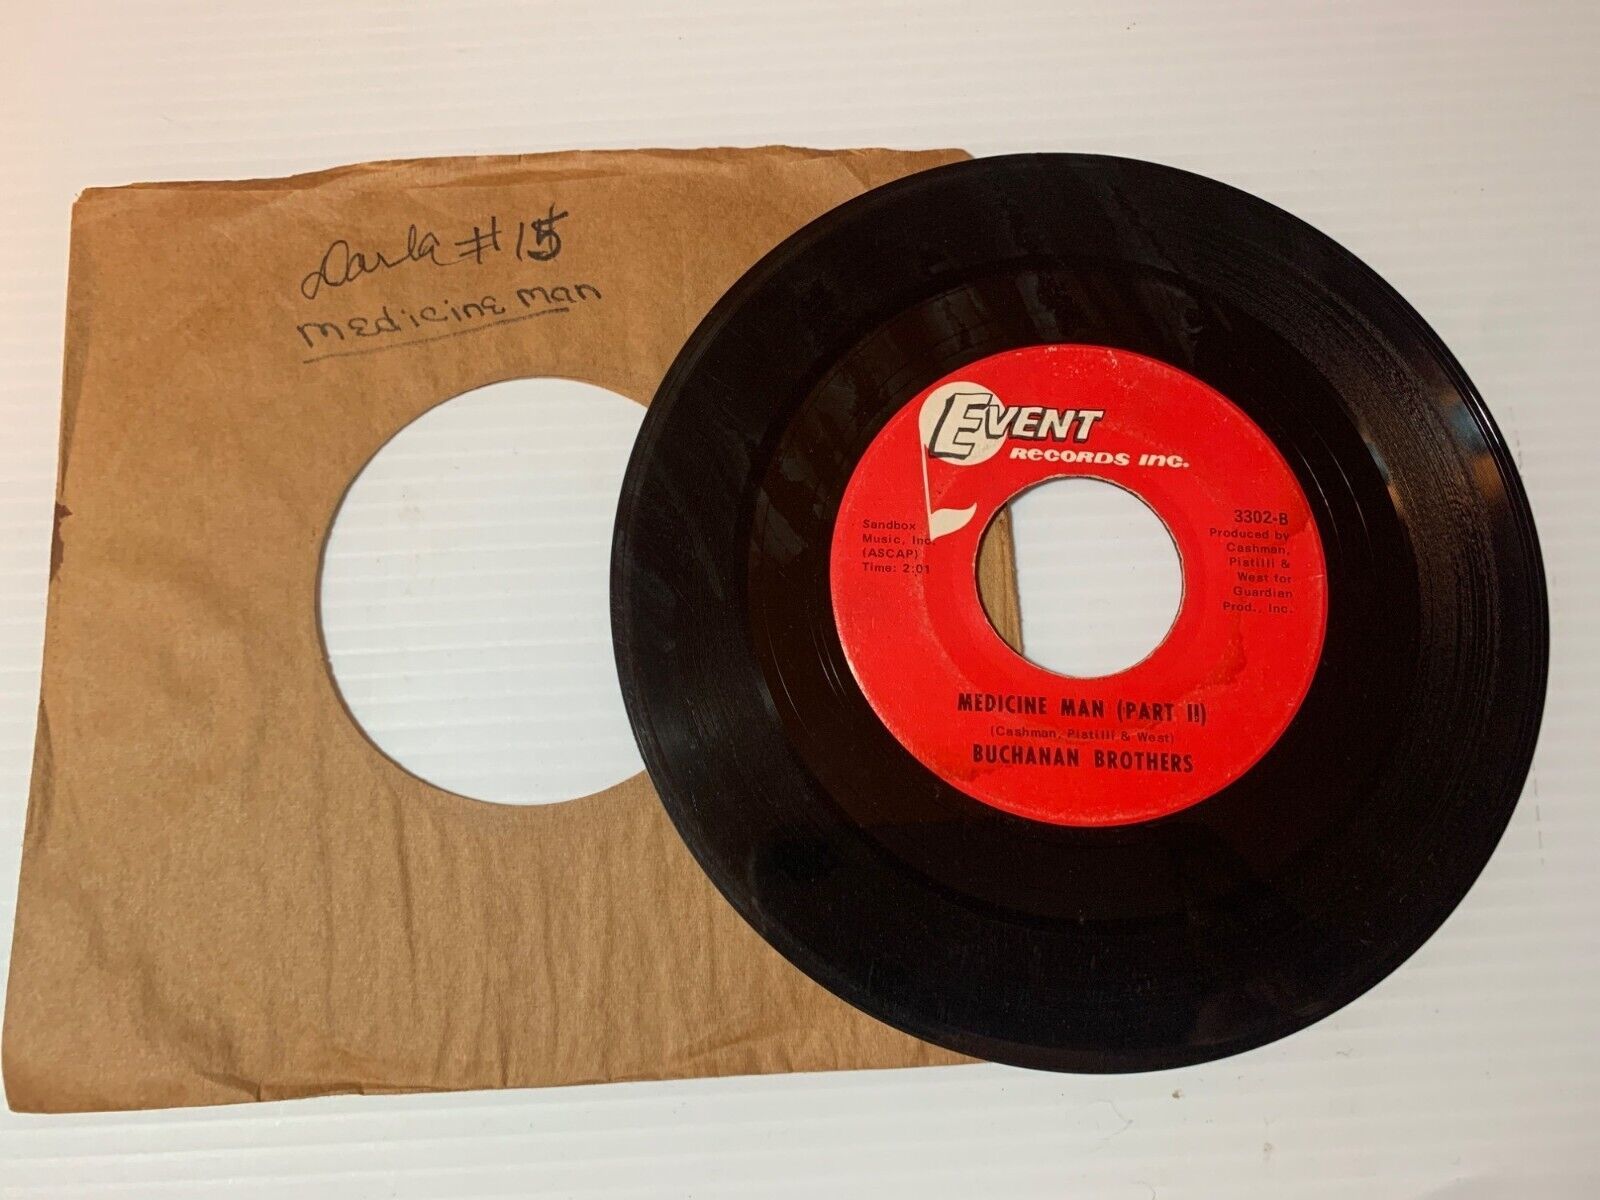 Darla #15
Medicine Man
EVENT
RECORDS INC.
Sandbox
Music, Inc.
(ASCAP)
Time: 2:01
3302-B
Produced by
Cashman,
Pistilli &
West for
Guardian
Prod., Inc.
MEDICINE MAN (PART II)
(Cashman, Pistilli & West)
BUCHANAN BROTHERS